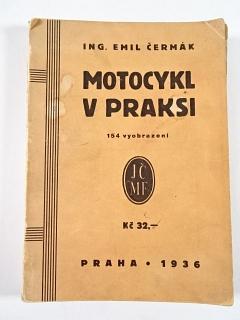 ING. EMIL ČERMÁK
MOTOCYKL
V PRAKSI
154 vyobrazení
JČ
MF
Kč 32,—
PRAHA • 1936